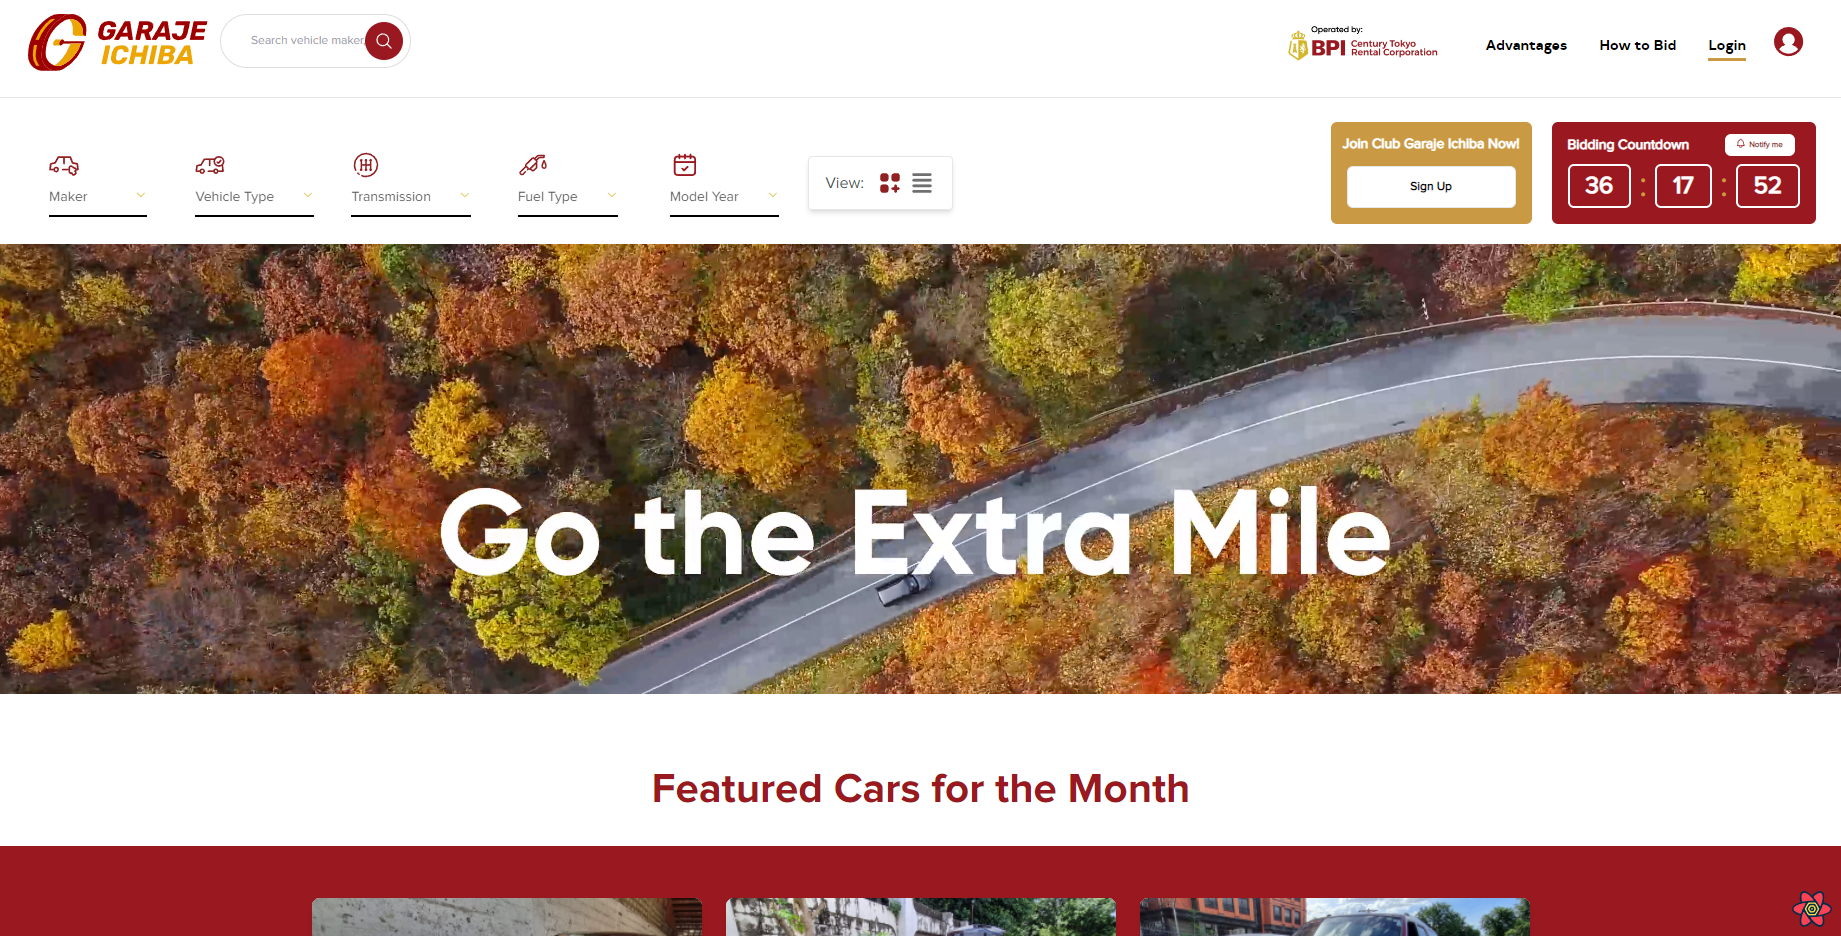 GARAJE
ICHIBA
Search vehicle maker,
Operated by:
BPI Century Tokyo
Rental Corporation
Advantages
How to Bid
Login
Maker
Vehicle Type
Transmission
Fuel Type
Model Year
View:
Join Club Garaje Ichiba Now!
Sign Up
Bidding Countdown
Notify me
36 : 17 : 52
Go the Extra Mile
Featured Cars for the Month